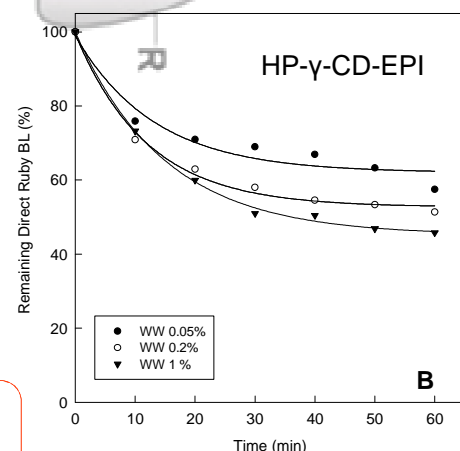 R
HP-γ-CD-EPI
100
80
60
40
20
0
Remaining Direct Ruby BL (%)
WW 0.05%
WW 0.2%
WW 1 %
B
0 10 20 30 40 50 60
Time (min)